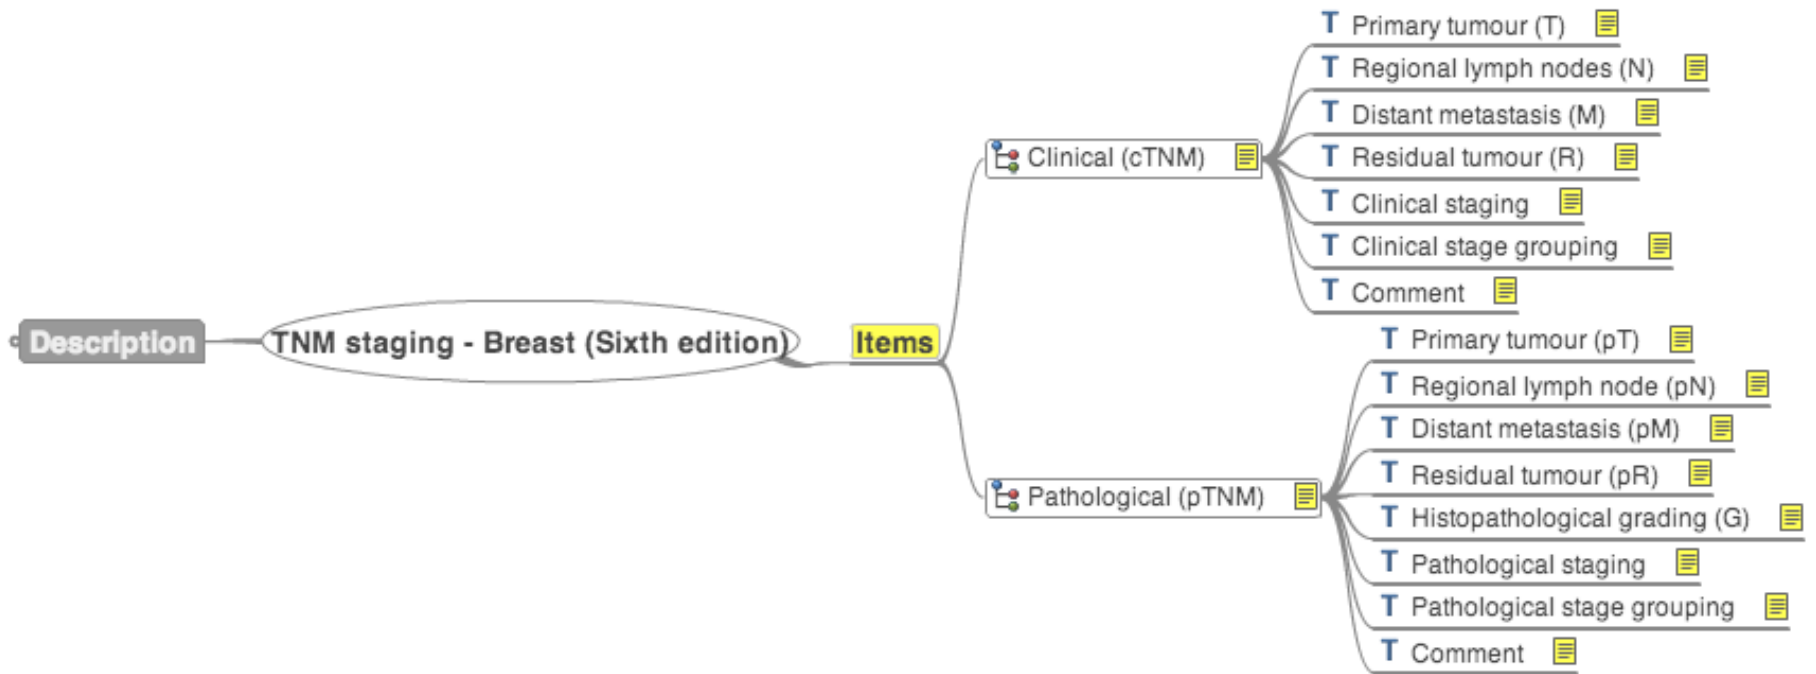 Description
TNM staging - Breast (Sixth edition)
Items
Clinical (cTNM)
T Primary tumour (T)
T Regional lymph nodes (N)
T Distant metastasis (M)
T Residual tumour (R)
T Clinical staging
T Clinical stage grouping
T Comment
Pathological (pTNM)
T Primary tumour (pT)
T Regional lymph node (pN)
T Distant metastasis (pM)
T Residual tumour (pR)
T Histopathological grading (G)
T Pathological staging
T Pathological stage grouping
T Comment